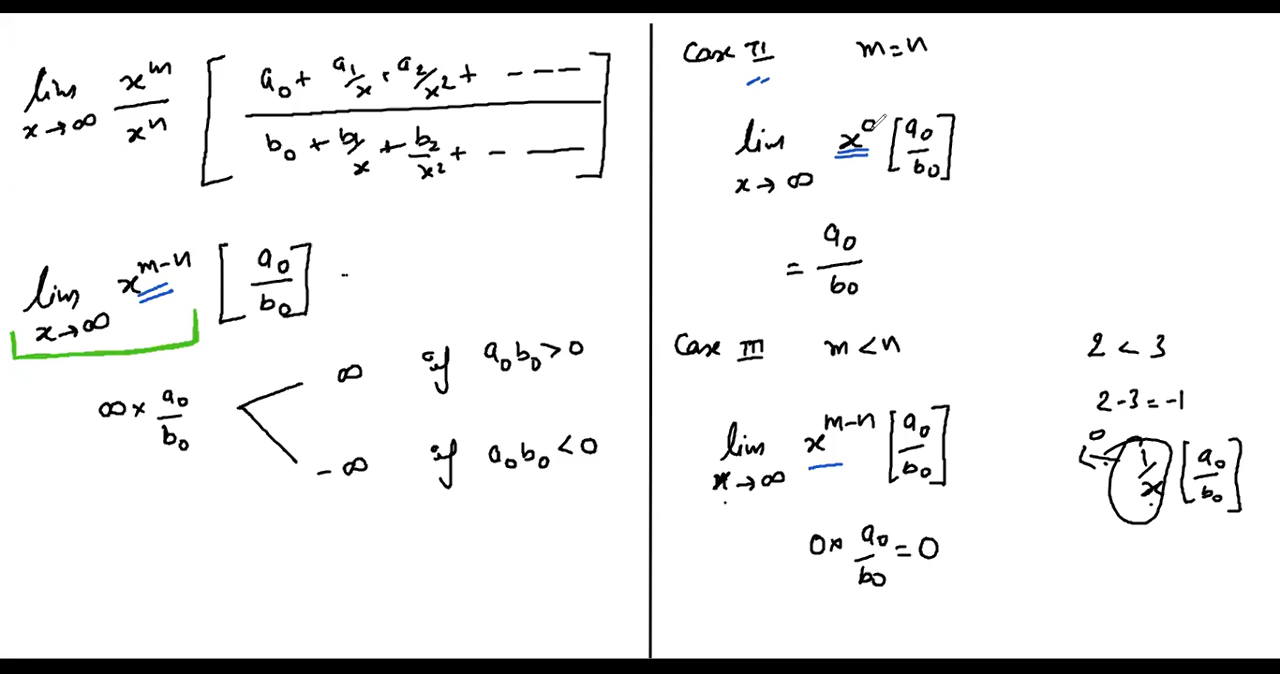 lim x→∞ x^m/x^n [ (a₀ + a₁/x + a₂/x² + - - - -) / (b₀ + b₁/x + b₂/x² + - - -) ]
lim x→∞ x^(m-n) [a₀/b₀]
∞ × a₀/b₀
∞ if a₀b₀ > 0
-∞ if a₀b₀ < 0
Case II m = n
lim x→∞ x⁰ [a₀/b₀]
= a₀/b₀
Case III m < n 2 < 3
2 - 3 = -1
lim x→∞ x^(m-n) [a₀/b₀] 0 ← 1/x [a₀/b₀]
0 × a₀/b₀ = 0